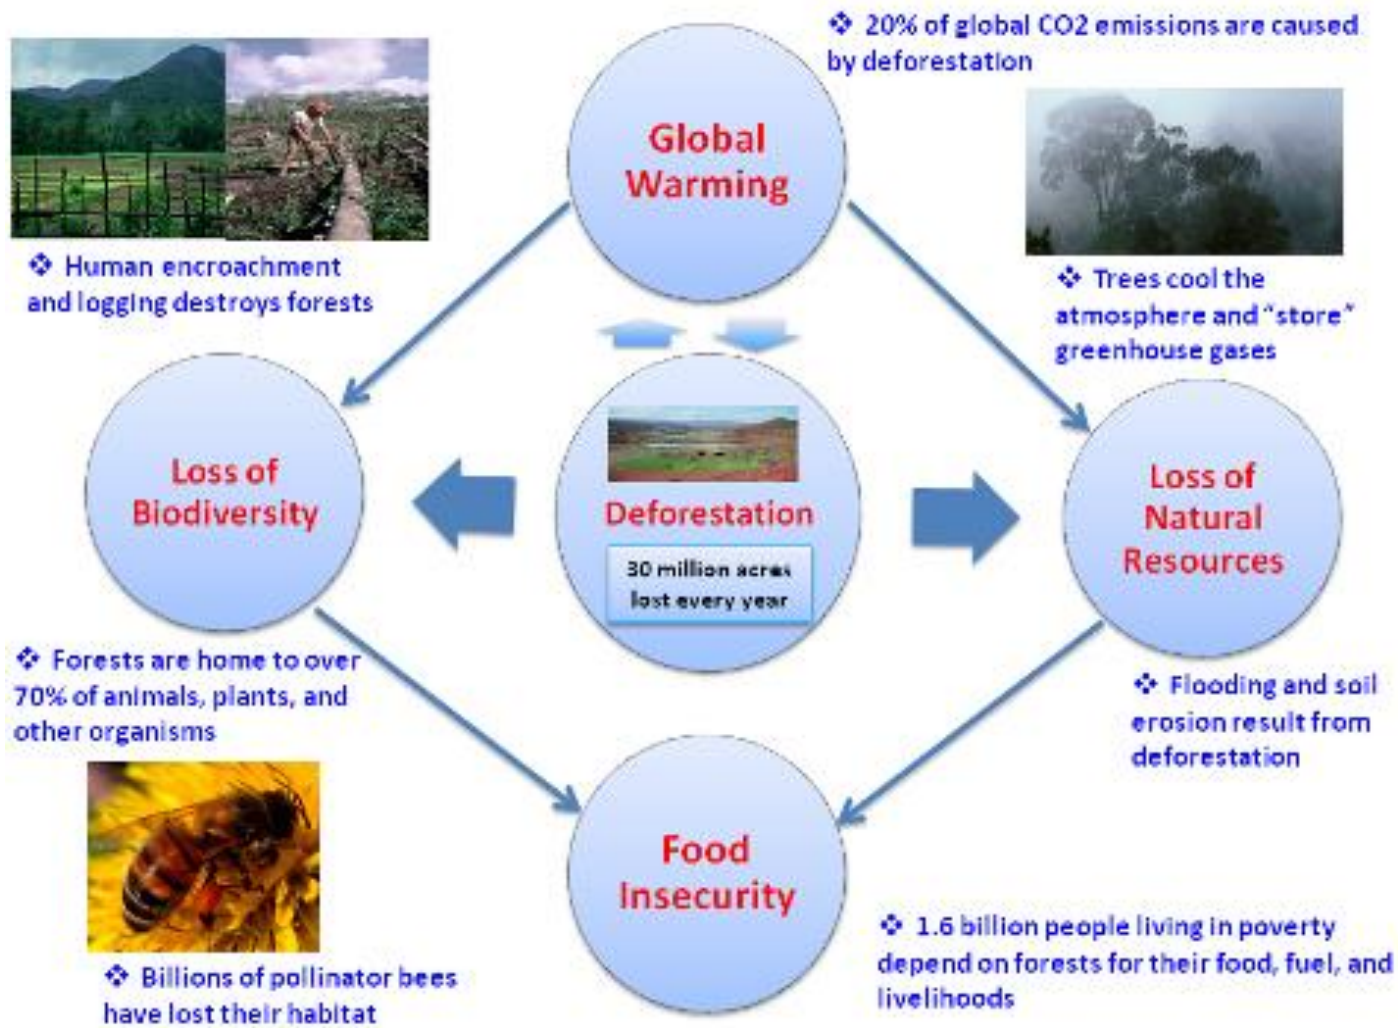 ❖ 20% of global CO2 emissions are caused
by deforestation
Global
Warming
❖ Human encroachment
and logging destroys forests
❖ Trees cool the
atmosphere and “store”
greenhouse gases
Loss of
Biodiversity
Deforestation
30 million acres
lost every year
Loss of
Natural
Resources
❖ Forests are home to over
70% of animals, plants, and
other organisms
❖ Flooding and soil
erosion result from
deforestation
Food
Insecurity
❖ Billions of pollinator bees
have lost their habitat
❖ 1.6 billion people living in poverty
depend on forests for their food, fuel, and
livelihoods